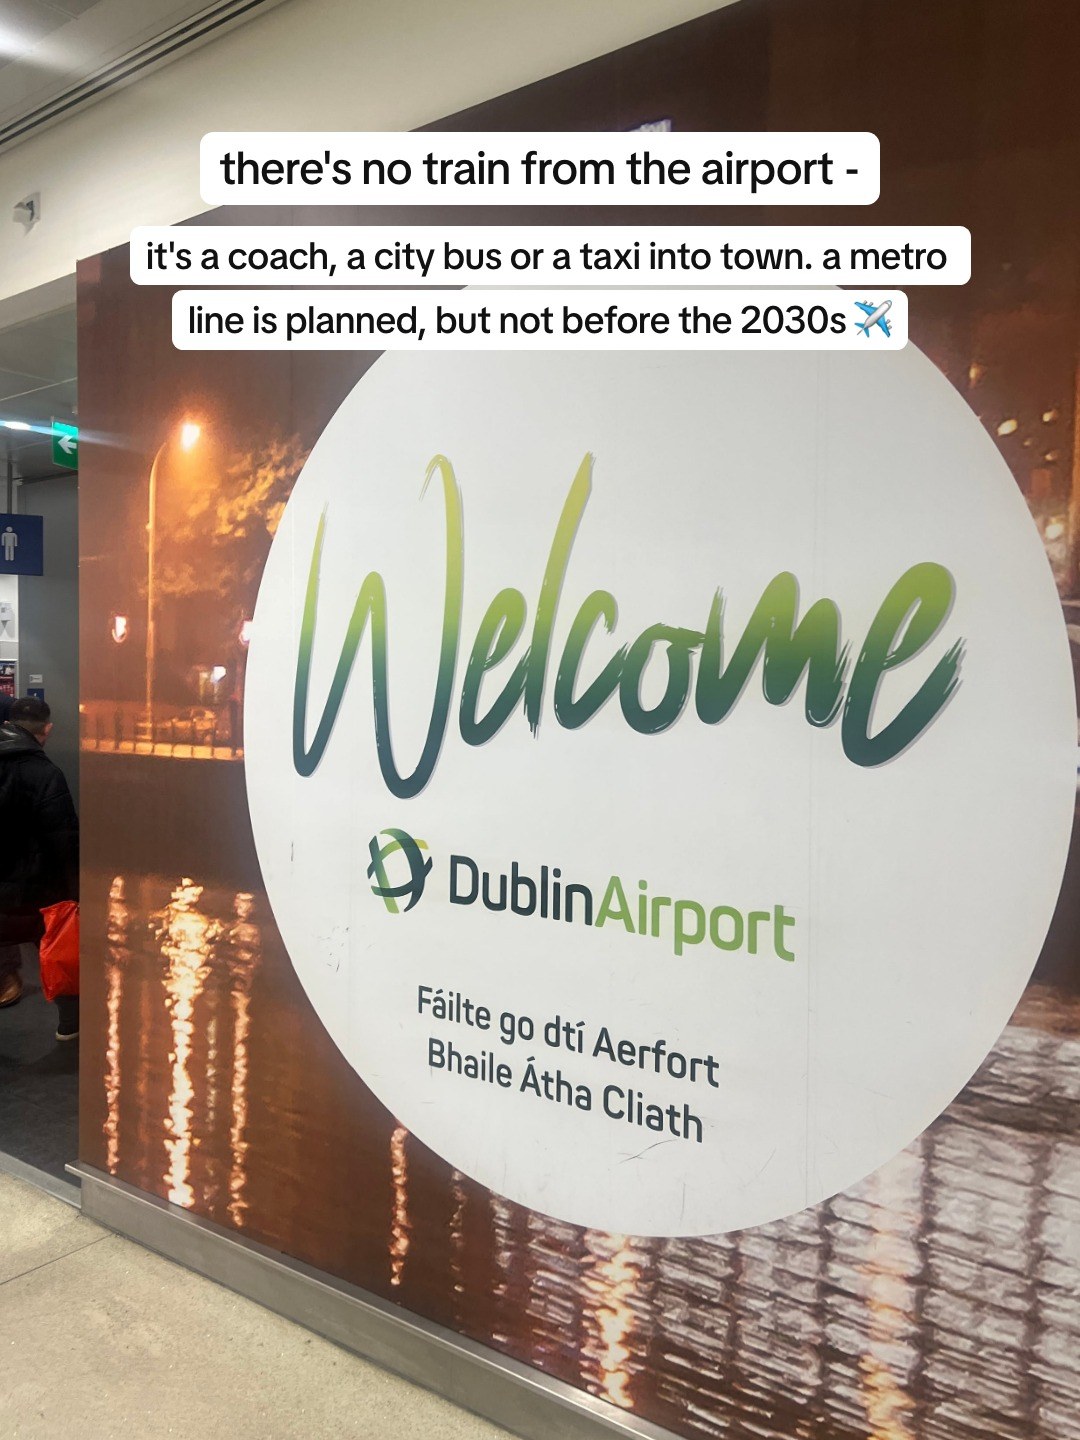 there's no train from the airport -
it's a coach, a city bus or a taxi into town. a metro
line is planned, but not before the 2030s ✈️
Welcome
DublinAirport
Fáilte go dtí Aerfort
Bhaile Átha Cliath